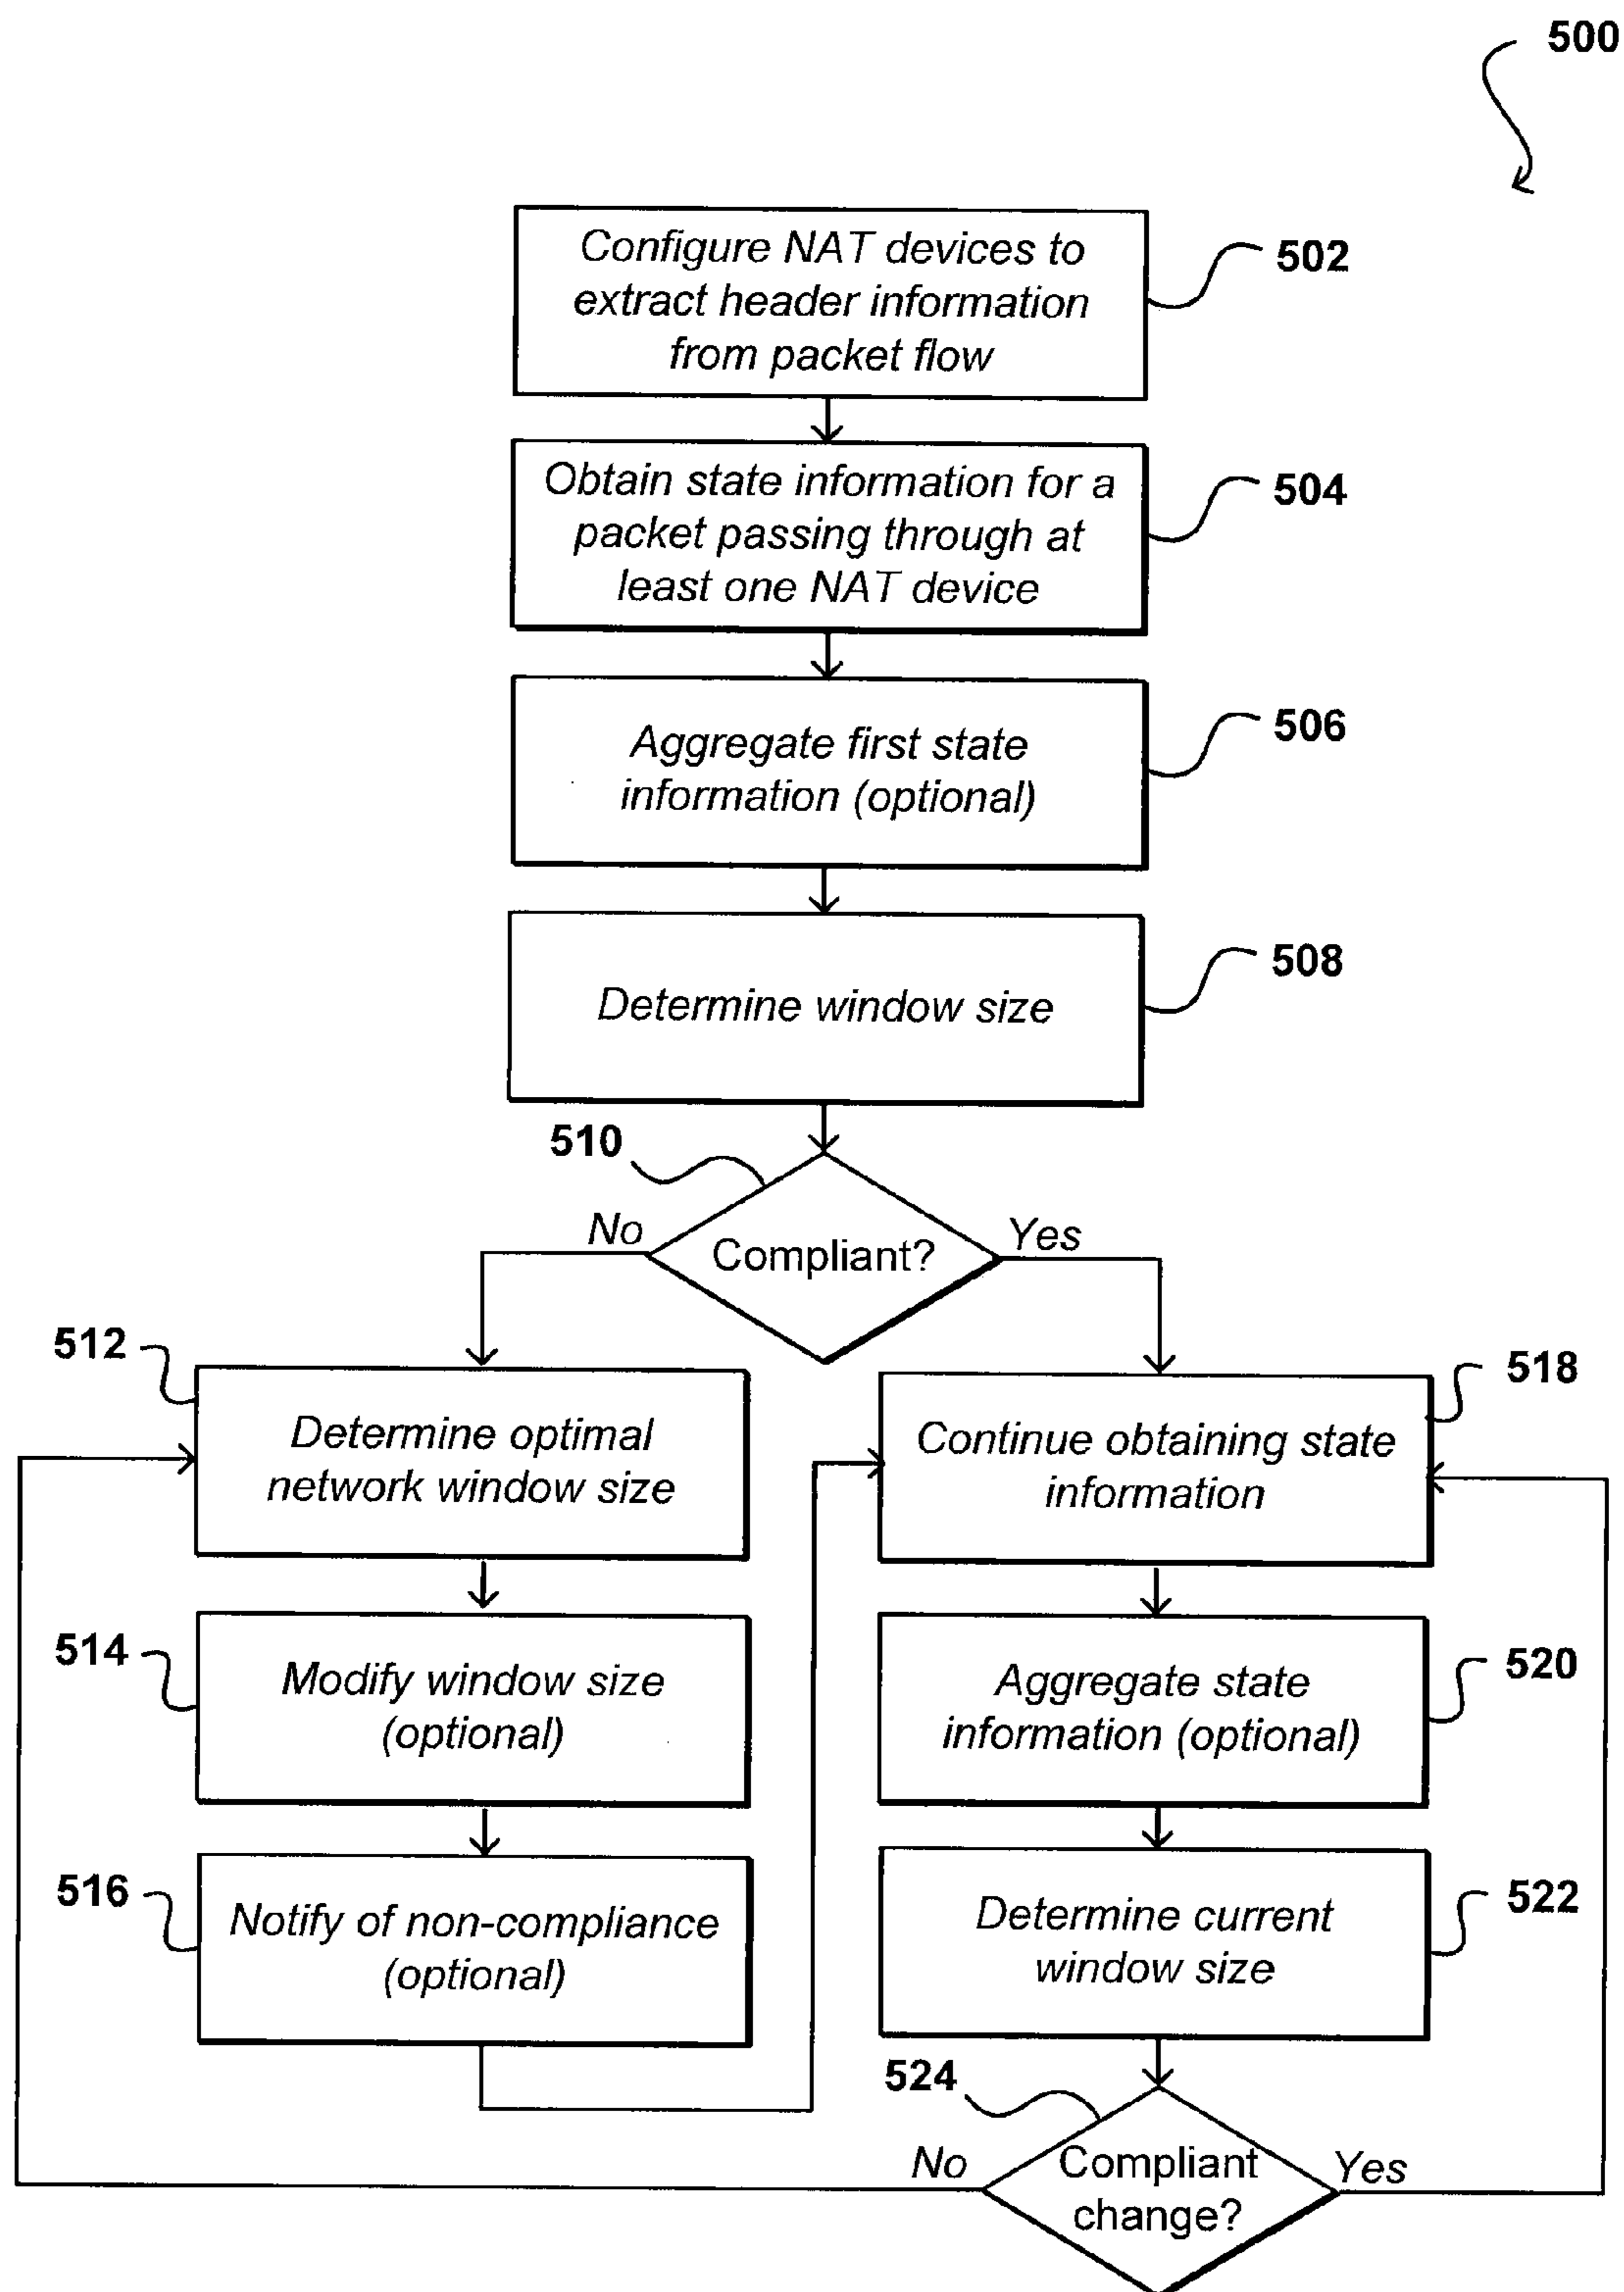 500
Configure NAT devices to
extract header information
from packet flow
502
Obtain state information for a
packet passing through at
least one NAT device
504
Aggregate first state
information (optional)
506
Determine window size
508
510
Compliant?
No
Yes
512
Determine optimal
network window size
514
Modify window size
(optional)
516
Notify of non-compliance
(optional)
518
Continue obtaining state
information
520
Aggregate state
information (optional)
522
Determine current
window size
524
Compliant
change?
No
Yes